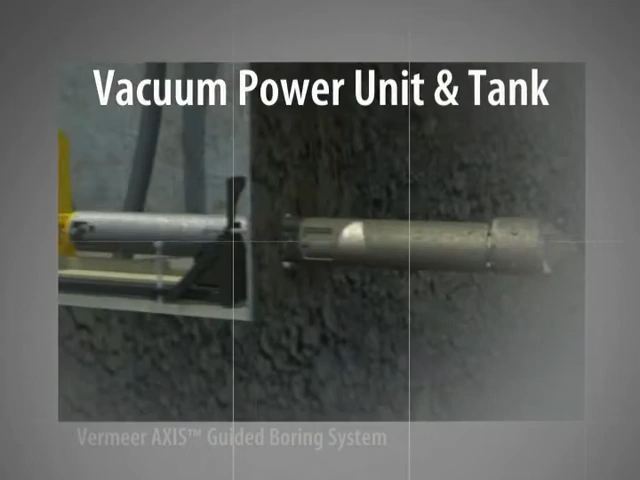 Vacuum Power Unit & Tank
Vermeer AXIS™ Guided Boring System